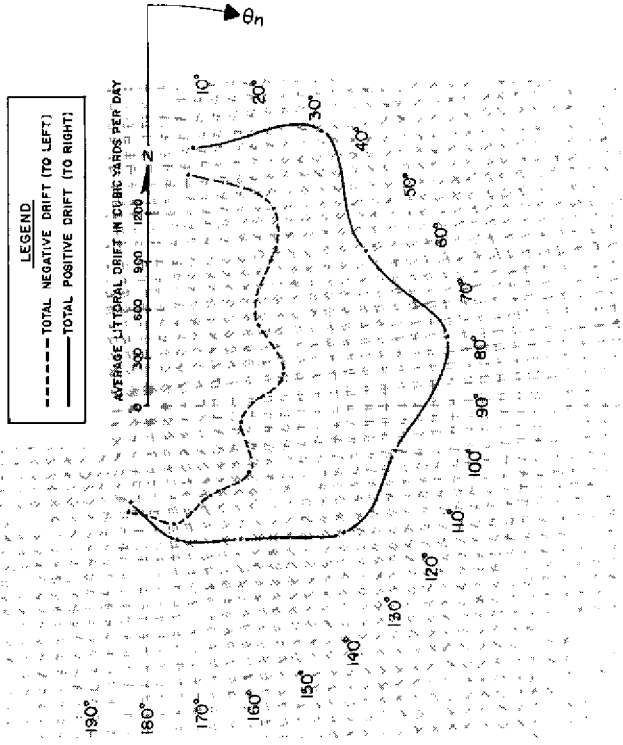 LEGEND
TOTAL NEGATIVE DRIFT (TO LEFT)
TOTAL POSITIVE DRIFT (TO RIGHT)
AVERAGE LITTORAL DRIFT IN CUBIC YARDS PER DAY
0 300 600 900 1200
N
θn
10°
20°
30°
40°
50°
60°
70°
80°
90°
100°
110°
120°
130°
140°
150°
160°
170°
180°
190°